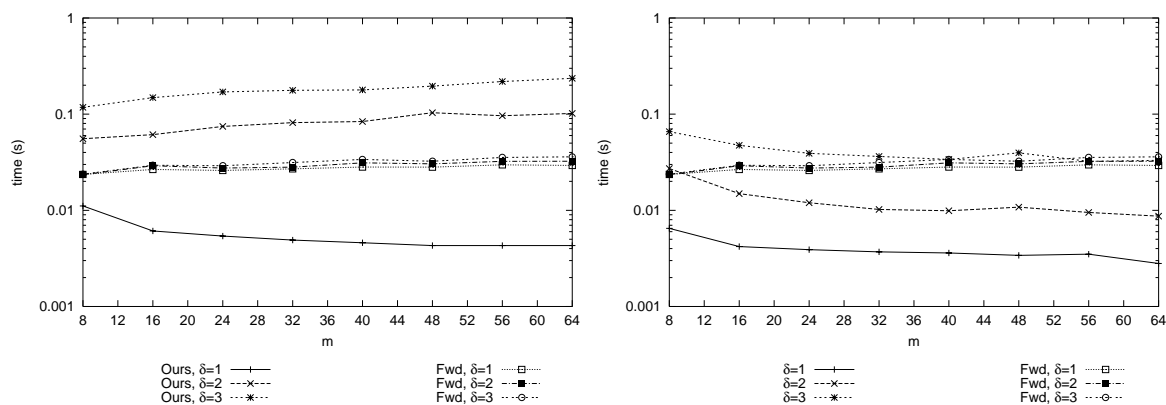 1
0.1
0.01
0.001
time (s)
8 12 16 20 24 28 32 36 40 44 48 52 56 60 64
m
Ours, δ=1
Ours, δ=2
Ours, δ=3
Fwd, δ=1
Fwd, δ=2
Fwd, δ=3
1
0.1
0.01
0.001
time (s)
8 12 16 20 24 28 32 36 40 44 48 52 56 60 64
m
δ=1
δ=2
δ=3
Fwd, δ=1
Fwd, δ=2
Fwd, δ=3